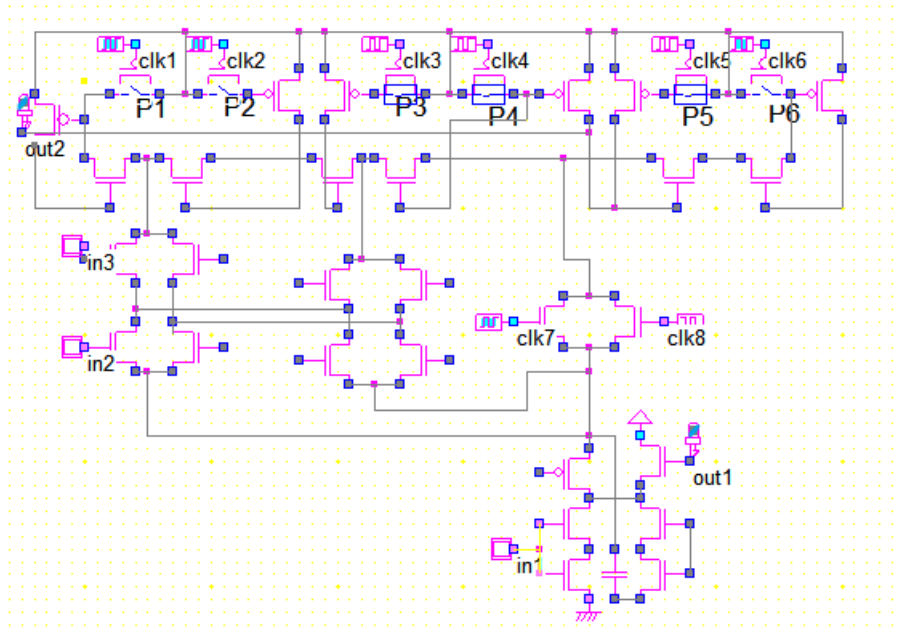 clk1 clk2 clk3 clk4 clk5 clk6
P1 P2 P3 P4 P5 P6
out2
in3
clk7 clk8
in2
out1
in1